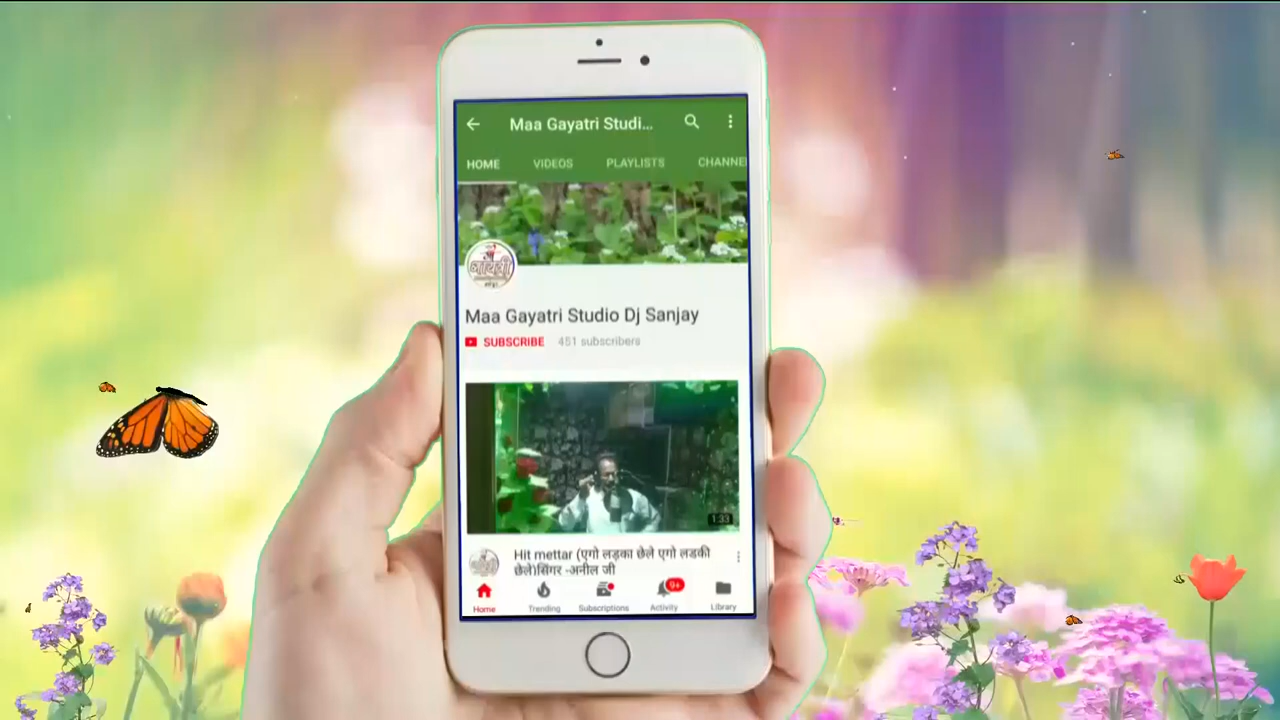 Maa Gayatri Studi...
HOME VIDEOS PLAYLISTS CHANNE
गायत्री
Maa Gayatri Studio Dj Sanjay
SUBSCRIBE 451 subscribers
1:33
Hit mettar (एगो लड़का छेले एगो लडकी
छेले)सिंगर -अनील जी
9+
Home Trending Subscriptions Activity Library